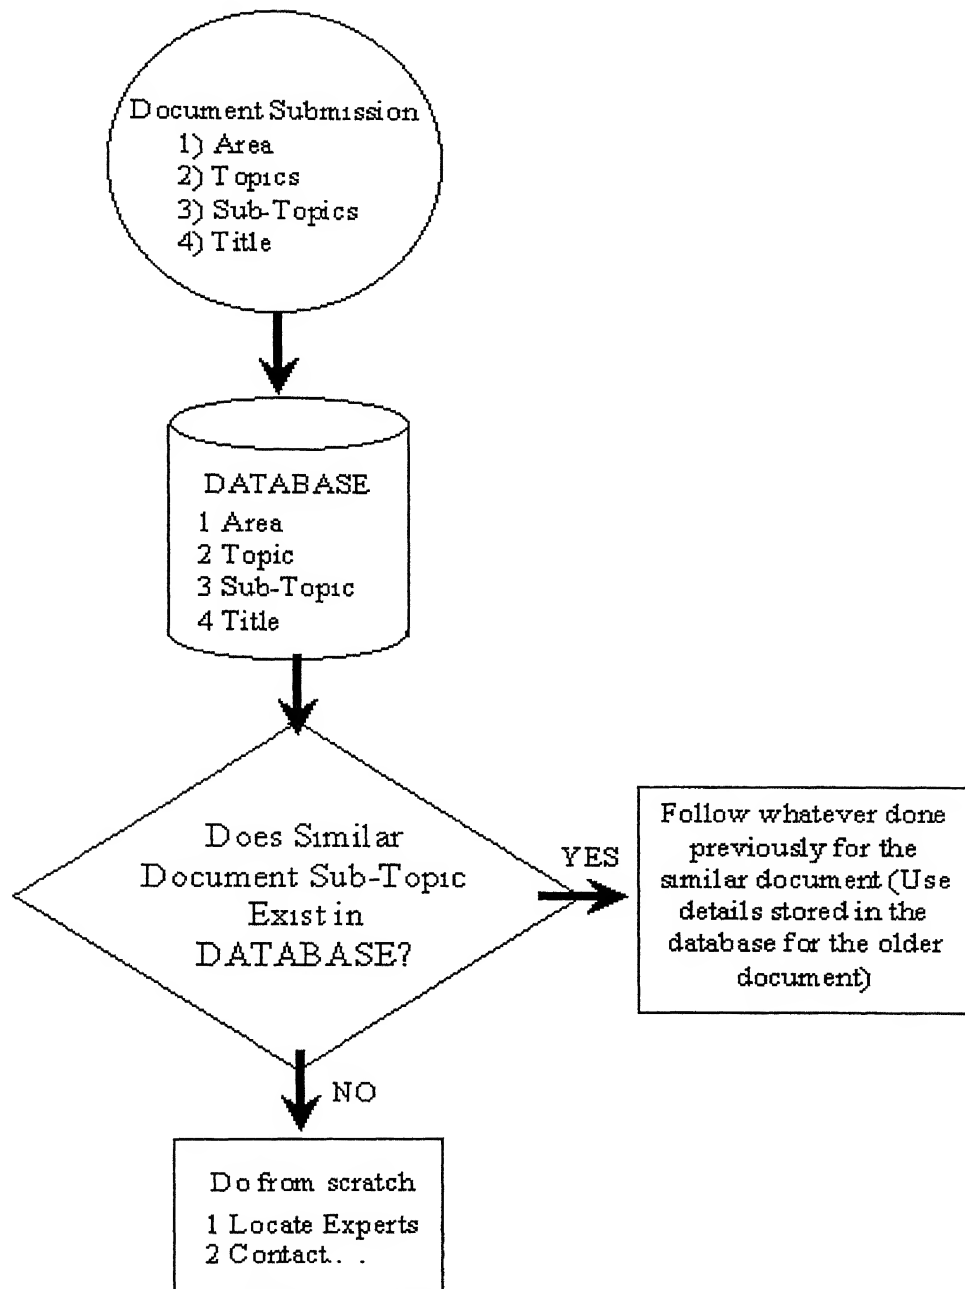 Document Submission
1) Area
2) Topics
3) Sub-Topics
4) Title
DATABASE
1 Area
2 Topic
3 Sub-Topic
4 Title
Does Similar
Document Sub-Topic
Exist in
DATABASE?
YES
Follow whatever done
previously for the
similar document (Use
details stored in the
database for the older
document)
NO
Do from scratch
1 Locate Experts
2 Contact.. .